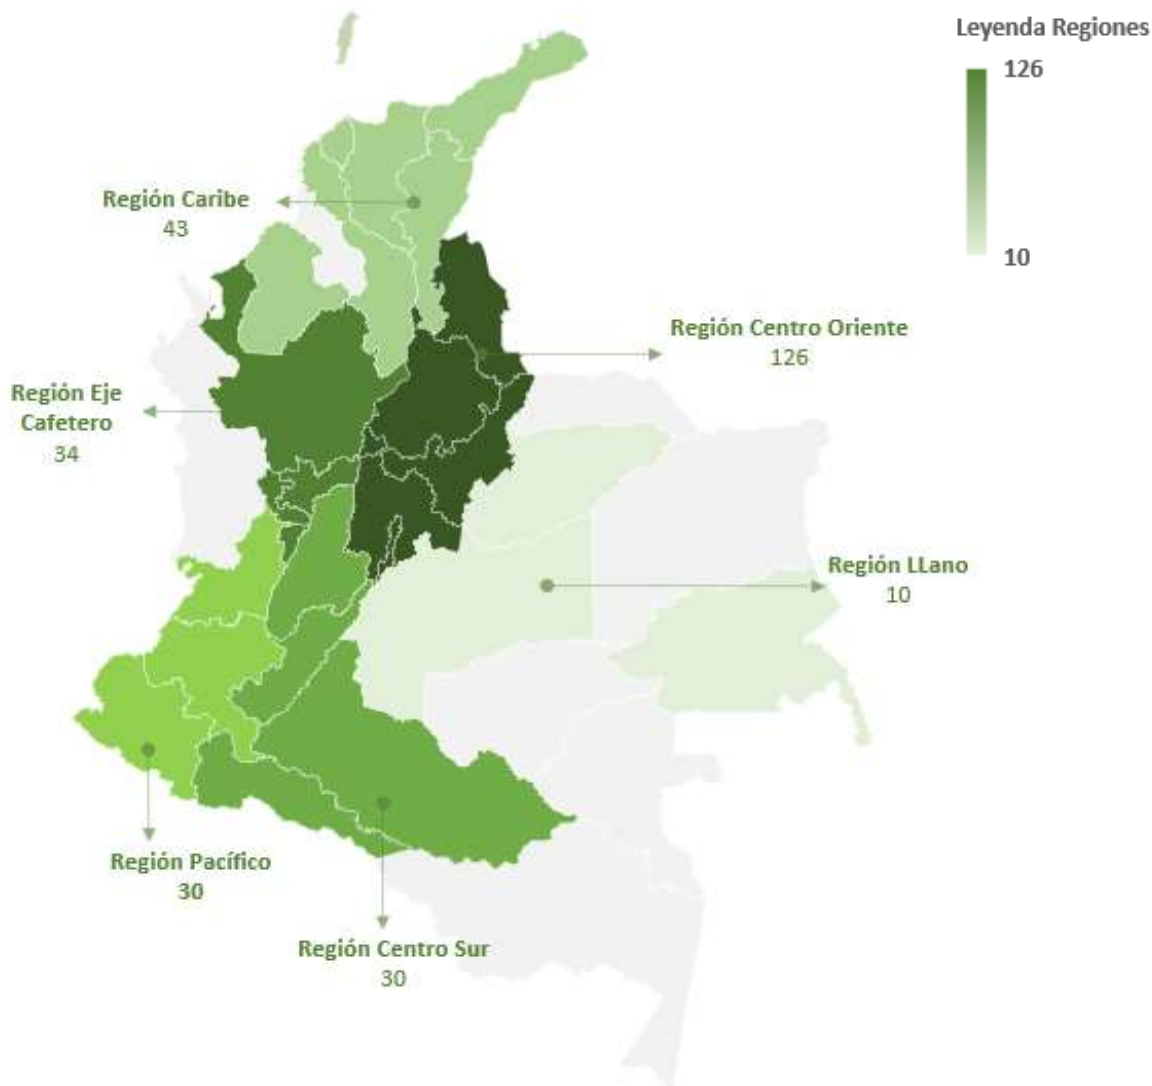 Leyenda Regiones
126
10
Región Caribe
43
Región Centro Oriente
126
Región Eje
Cafetero
34
Región LLano
10
Región Pacífico
30
Región Centro Sur
30